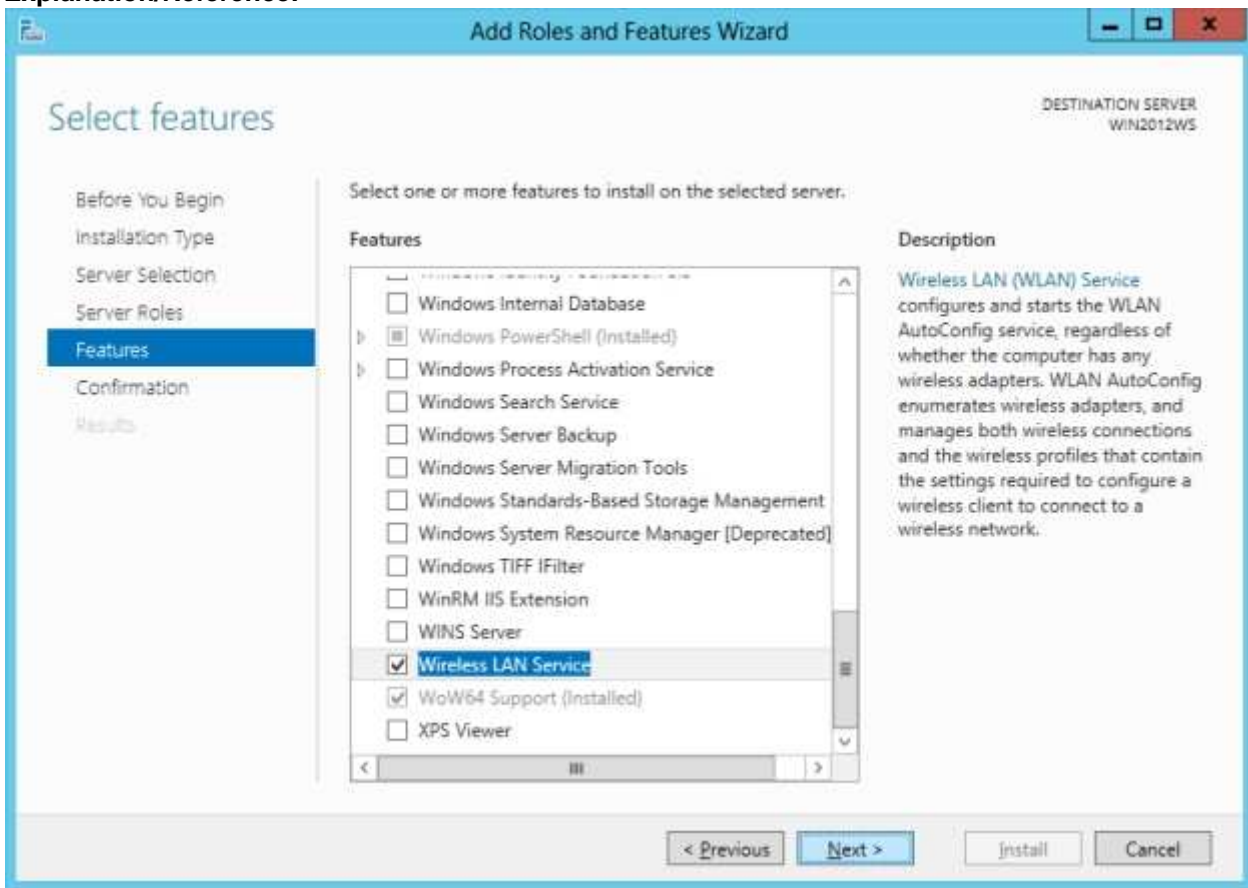 Explanation/Reference:
Add Roles and Features Wizard
Select features
DESTINATION SERVER
WIN2012WS
Before You Begin
Installation Type
Server Selection
Server Roles
Features
Confirmation
Results
Select one or more features to install on the selected server.
Features
Windows Internal Database
Windows PowerShell (Installed)
Windows Process Activation Service
Windows Search Service
Windows Server Backup
Windows Server Migration Tools
Windows Standards-Based Storage Management
Windows System Resource Manager [Deprecated]
Windows TIFF IFilter
WinRM IIS Extension
WINS Server
Wireless LAN Service
WoW64 Support (Installed)
XPS Viewer
Description
Wireless LAN (WLAN) Service
configures and starts the WLAN
AutoConfig service, regardless of
whether the computer has any
wireless adapters. WLAN AutoConfig
enumerates wireless adapters, and
manages both wireless connections
and the wireless profiles that contain
the settings required to configure a
wireless client to connect to a
wireless network.
< Previous
Next >
Install
Cancel